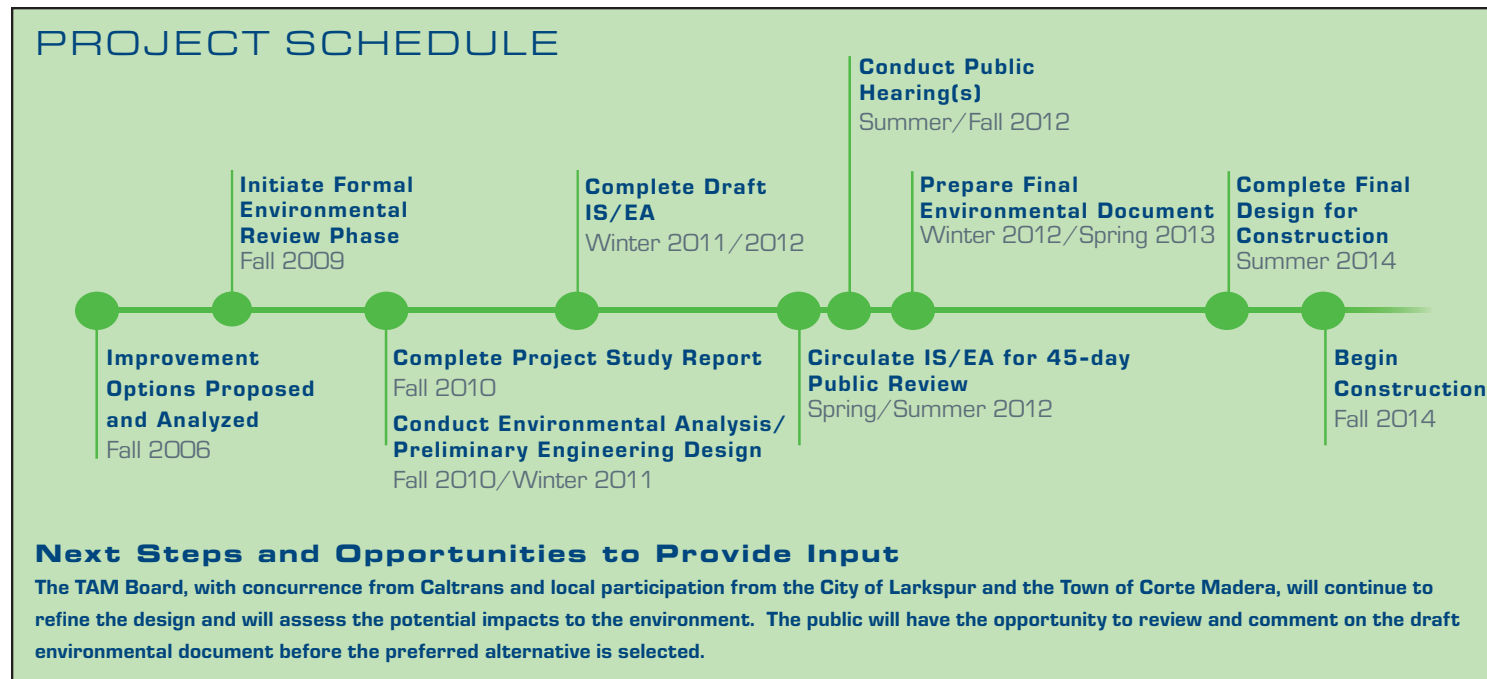 PROJECT SCHEDULE
Improvement
Options Proposed
and Analyzed
Fall 2006
Initiate Formal
Environmental
Review Phase
Fall 2009
Complete Project Study Report
Fall 2010
Conduct Environmental Analysis/
Preliminary Engineering Design
Fall 2010/Winter 2011
Complete Draft
IS/EA
Winter 2011/2012
Circulate IS/EA for 45-day
Public Review
Spring/Summer 2012
Conduct Public
Hearing(s)
Summer/Fall 2012
Prepare Final
Environmental Document
Winter 2012/Spring 2013
Complete Final
Design for
Construction
Summer 2014
Begin
Construction
Fall 2014
Next Steps and Opportunities to Provide Input
The TAM Board, with concurrence from Caltrans and local participation from the City of Larkspur and the Town of Corte Madera, will continue to
refine the design and will assess the potential impacts to the environment.  The public will have the opportunity to review and comment on the draft
environmental document before the preferred alternative is selected.